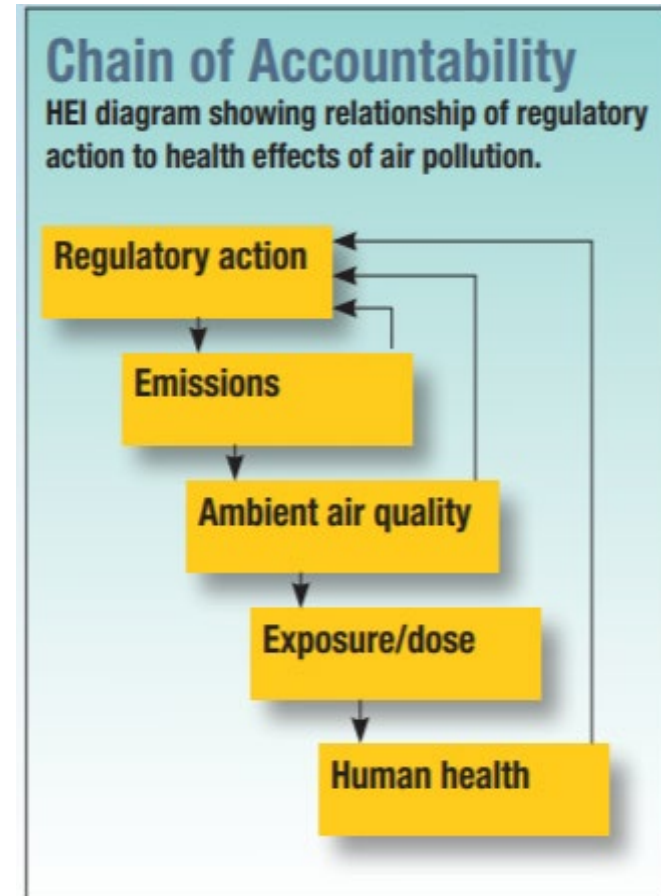 Chain of Accountability
HEI diagram showing relationship of regulatory
action to health effects of air pollution.
Regulatory action
Emissions
Ambient air quality
Exposure/dose
Human health